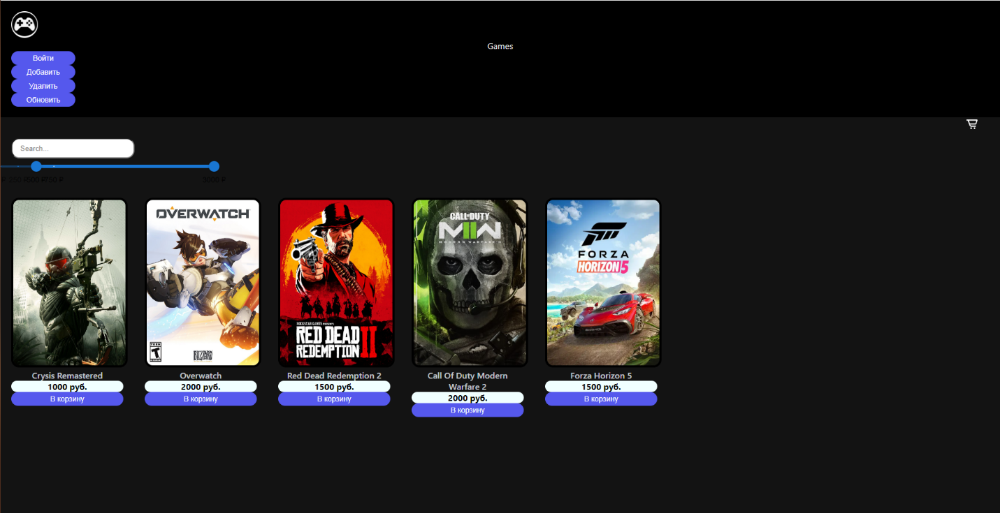 Games
Войти
Добавить
Удалить
Обновить
Search...
₽ 250 ₽ 500 ₽ 750 ₽ 3000 ₽
OVERWATCH
TEEN
T
BLIZZARD
ENTERTAINMENT
ROCKSTAR GAMES PRESENTS
RED DEAD
REDEMPTION II
CALL OF DUTY
MWII
MODERN WARFARE II
FORZA
HORIZON 5
Crysis Remastered
1000 руб.
В корзину
Overwatch
2000 руб.
В корзину
Red Dead Redemption 2
1500 руб.
В корзину
Call Of Duty Modern
Warfare 2
2000 руб.
В корзину
Forza Horizon 5
1500 руб.
В корзину